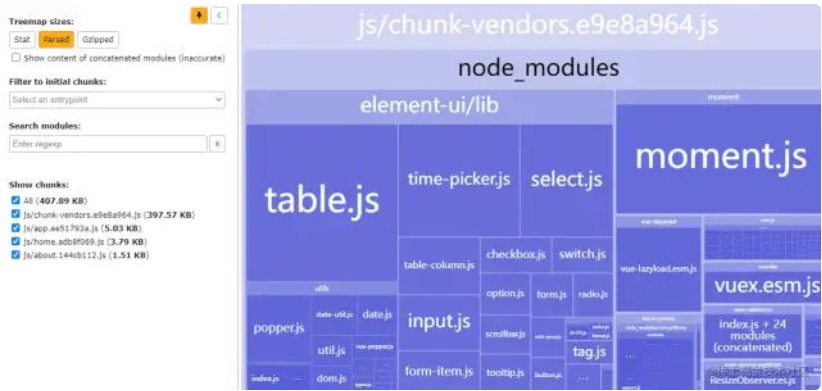 Treemap sizes:
Stat Parsed Gzipped
Show content of concatenated modules (inaccurate)
Filter to initial chunks:
Select an entrypoint
Search modules:
Enter regexp
x
Show chunks:
All (407.89 KB)
js/chunk-vendors.e9e8a964.js (397.57 KB)
js/app.ee51793a.js (5.03 KB)
js/home.adb8f069.js (3.79 KB)
js/about.144cb112.js (1.51 KB)
js/chunk-vendors.e9e8a964.js
node_modules
element-ui/lib
table.js
time-picker.js
select.js
table-column.js
checkbox.js
switch.js
input.js
option.js
form.js
radio.js
scrollbar.js
tag.js
form-item.js
tooltip.js
button.js
utils
popper.js
date-util.js
date.js
util.js
vue-popper.js
index.js
dom.js
moment
moment.js
vue-lazyload
vue-lazyload.esm.js
vuex.esm.js
index.js + 24
modules
(concatenated)
ResizeObserver.es.js